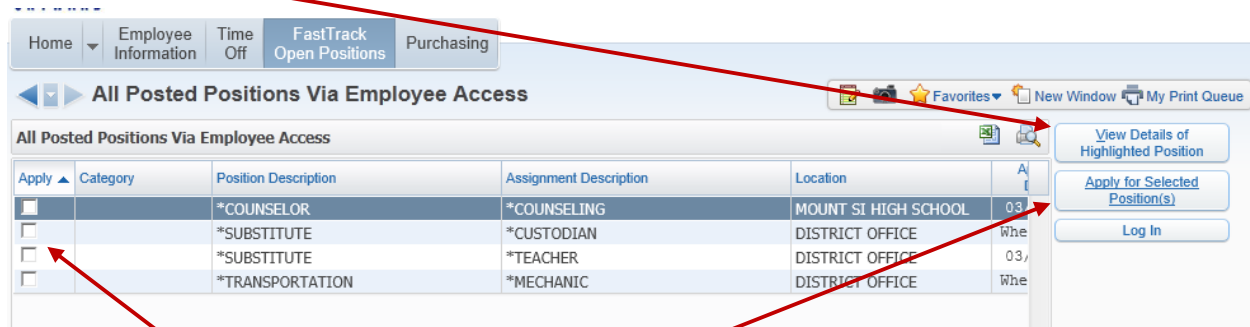 Home Employee Information Time Off FastTrack Open Positions Purchasing
All Posted Positions Via Employee Access
Favorites New Window My Print Queue
All Posted Positions Via Employee Access
View Details of Highlighted Position
Apply Category Position Description Assignment Description Location
Apply for Selected Position(s)
*COUNSELOR *COUNSELING MOUNT SI HIGH SCHOOL 03/
Log In
*SUBSTITUTE *CUSTODIAN DISTRICT OFFICE Whe
*SUBSTITUTE *TEACHER DISTRICT OFFICE 03/
*TRANSPORTATION *MECHANIC DISTRICT OFFICE Whe